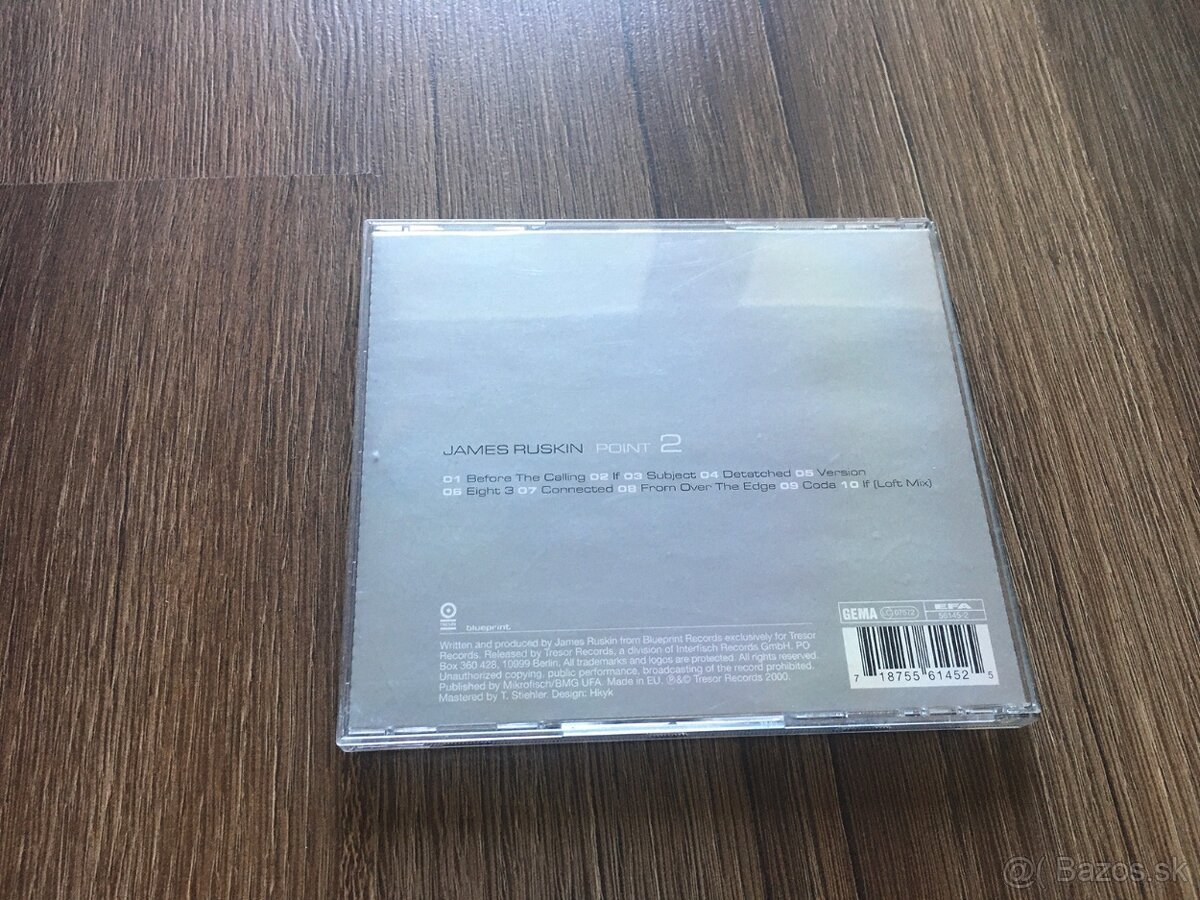 JAMES RUSKIN POINT 2
01 Before The Calling 02 If 03 Subject 04 Detatched 05 Version
06 Eight 3 07 Connected 08 From Over The Edge 09 Coda 10 If (Loft Mix)
blueprint.
Written and produced by James Ruskin from Blueprint Records exclusively for Tresor
Records. Released by Tresor Records, a division of Interfisch Records GmbH, PO
Box 360 428, 10999 Berlin. All trademarks and logos are protected. All rights reserved.
Unauthorized copying, public performance, broadcasting of the record prohibited.
Published by Mikrofisch/BMG UFA. Made in EU. ℗&© Tresor Records 2000.
Mastered by T. Stiehler. Design: Hkyk
GEMA LC 07572 EFA
7 18755 61452 5
@( Bazos.sk